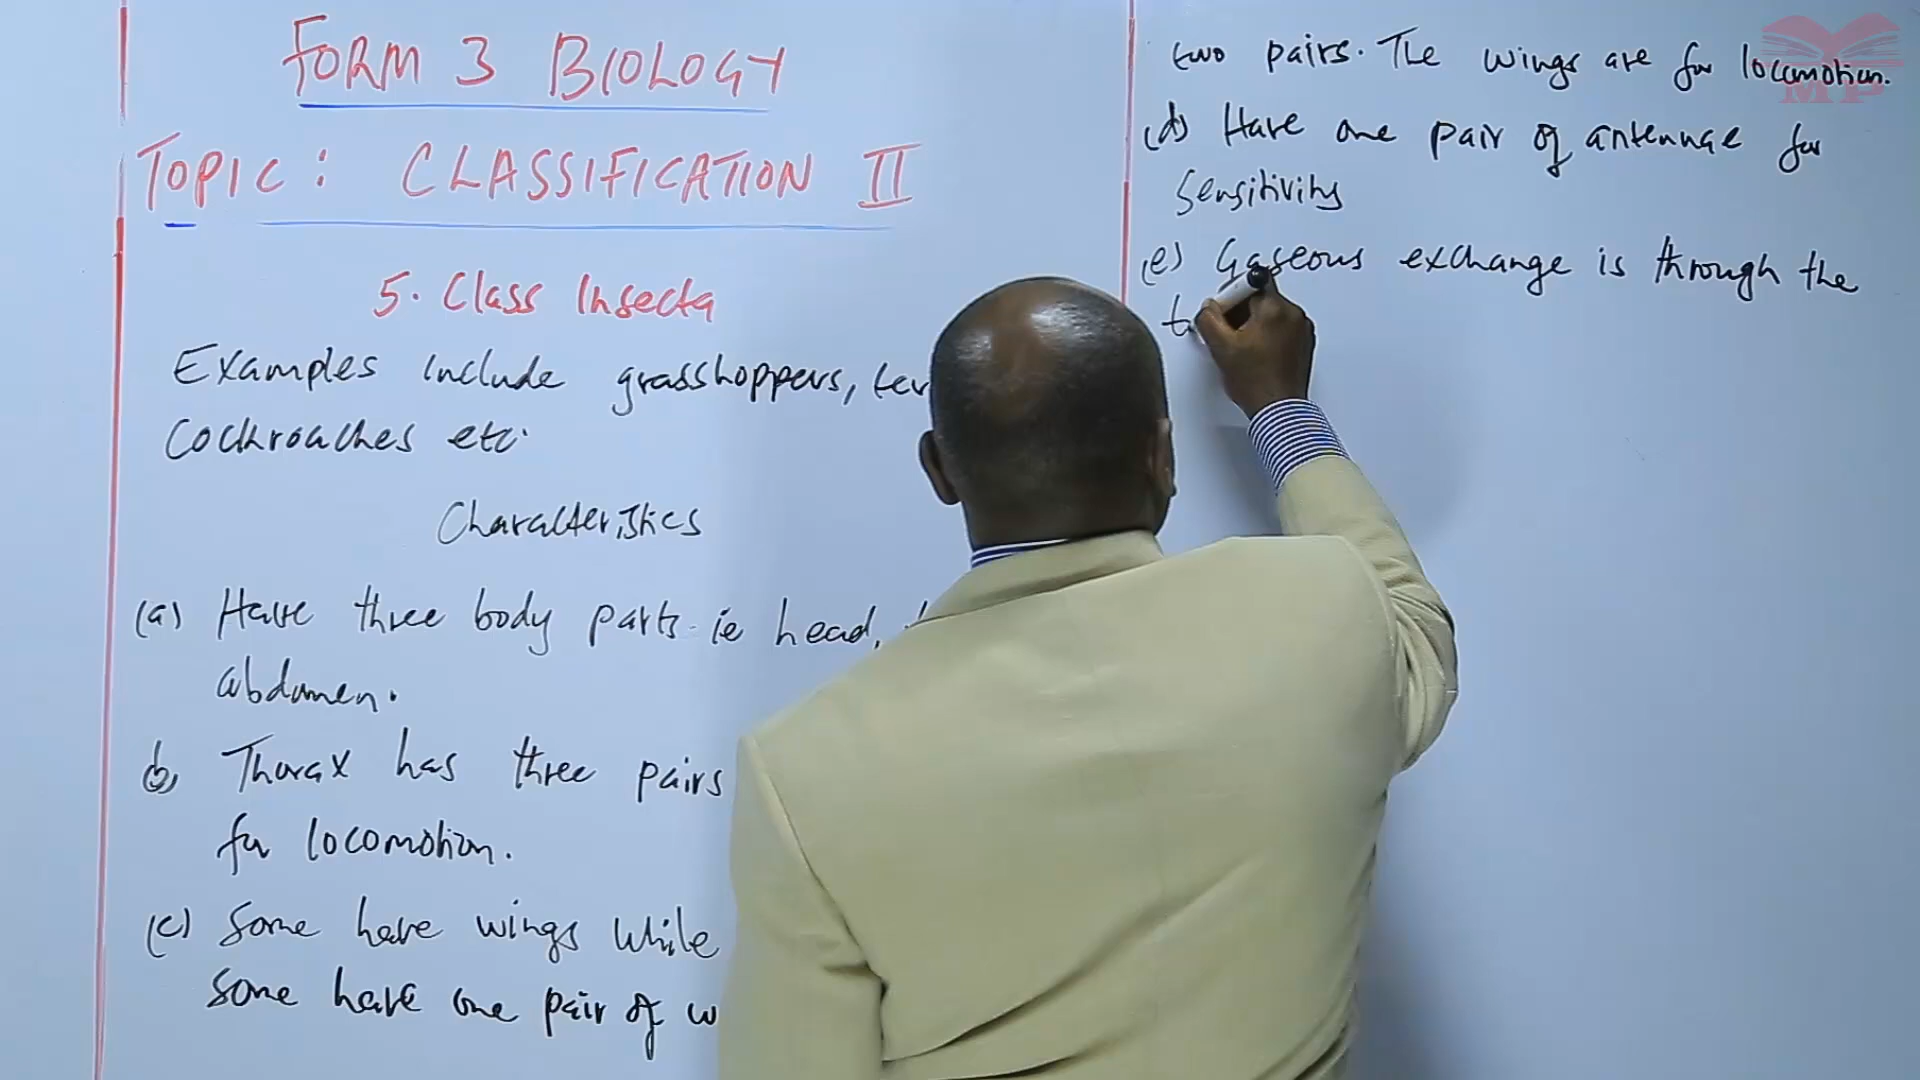 FORM 3 BIOLOGY
TOPIC: CLASSIFICATION II
5. Class Insecta
Examples include grasshoppers, ter
Cockroaches etc.
Characteristics
(a) Have three body parts. ie head,
abdomen.
b) Thorax has three pairs
for locomotion.
(c) Some have wings while
some have one pair of w
two pairs. The wings are for locomotion.
(d) Have one pair of antennae for
Sensitivity
(e) Gaseous exchange is through the
t
MP